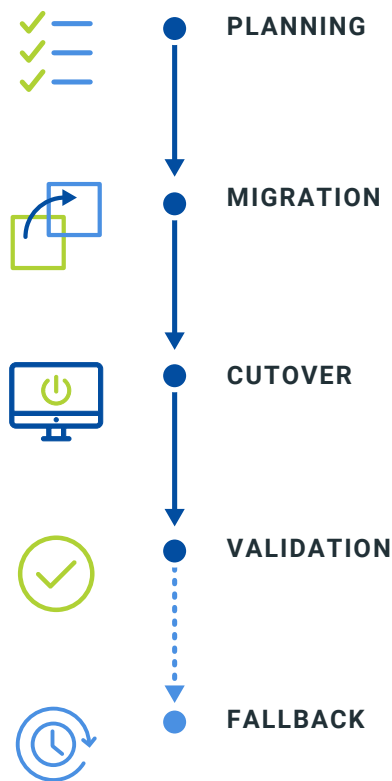 PLANNING
MIGRATION
CUTOVER
VALIDATION
FALLBACK